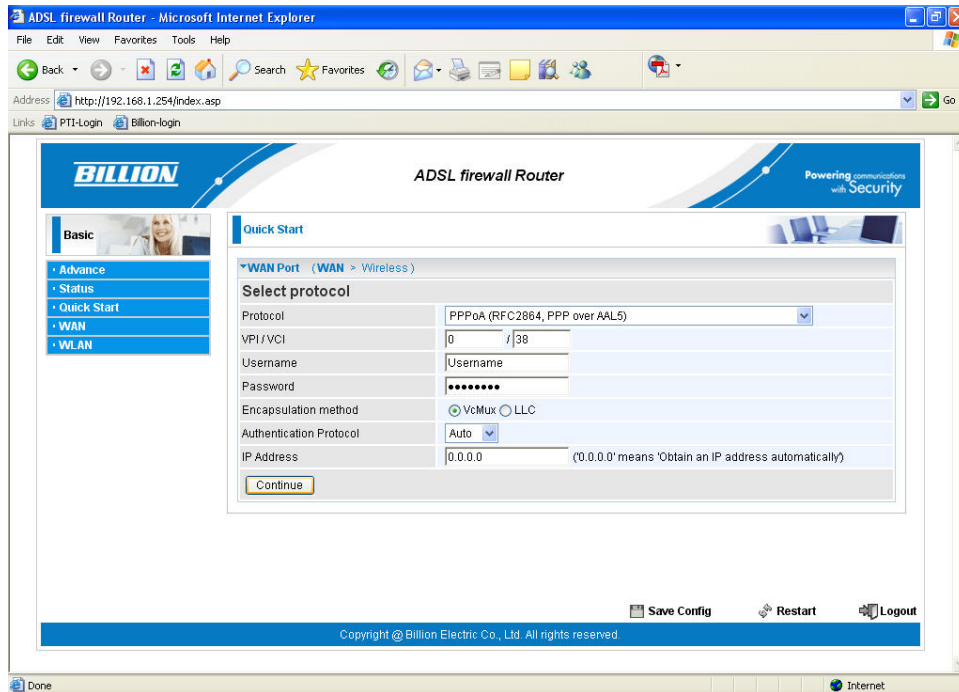 ADSL firewall Router - Microsoft Internet Explorer
File Edit View Favorites Tools Help
Back Search Favorites
Address http://192.168.1.254/index.asp Go
Links PTI-Login Billion-login
BILLION
ADSL firewall Router
Powering communications
with Security
Basic
Quick Start
Advance
Status
Quick Start
WAN
WLAN
WAN Port (WAN > Wireless)
Select protocol
Protocol PPPoA (RFC2864, PPP over AAL5)
VPI / VCI 0 / 38
Username Username
Password ••••••••
Encapsulation method VcMux LLC
Authentication Protocol Auto
IP Address 0.0.0.0 ('0.0.0.0' means 'Obtain an IP address automatically')
Continue
Save Config Restart Logout
Copyright @ Billion Electric Co., Ltd. All rights reserved.
Done Internet